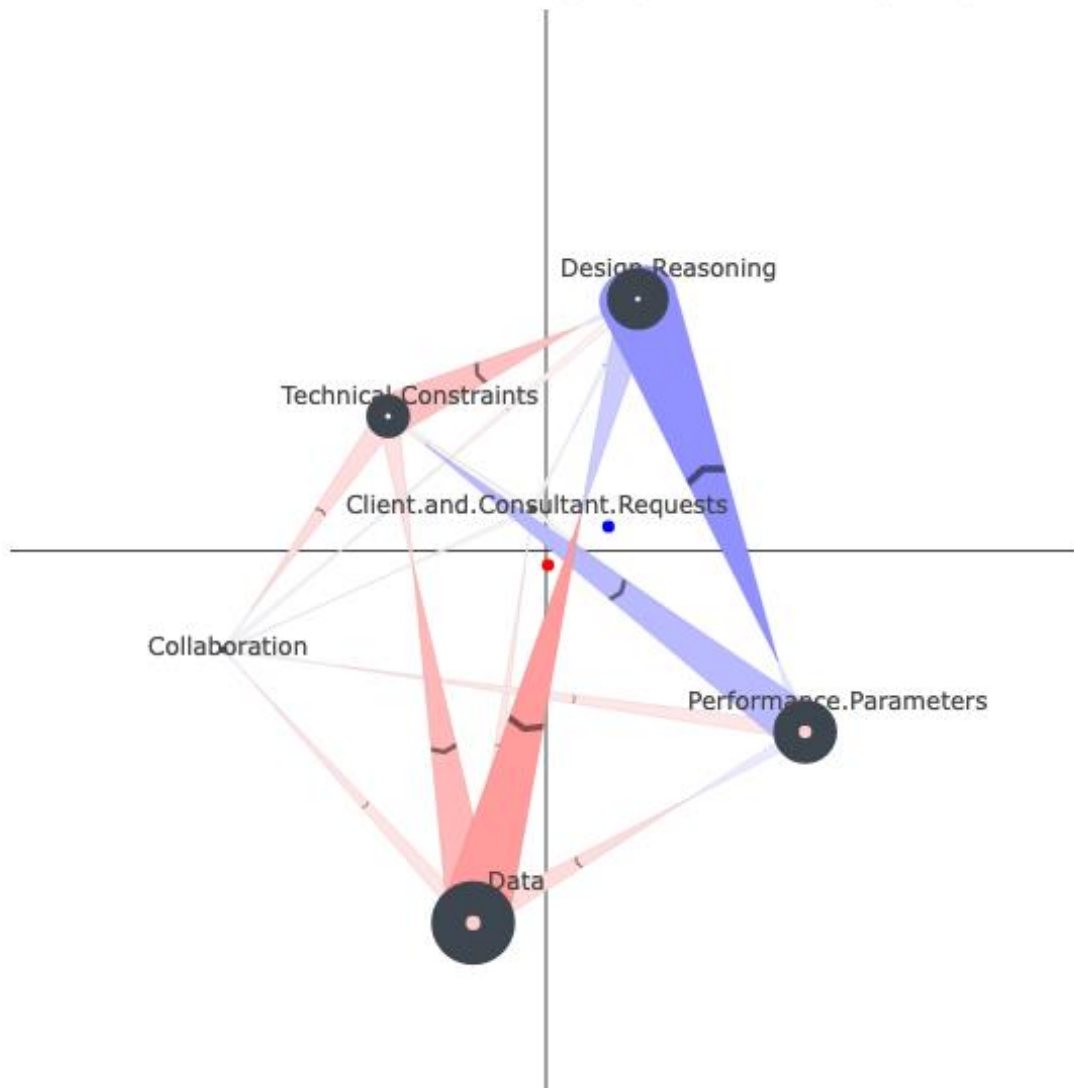 Design.Reasoning
Technical.Constraints
Client.and.Consultant.Requests
Collaboration
Performance.Parameters
Data